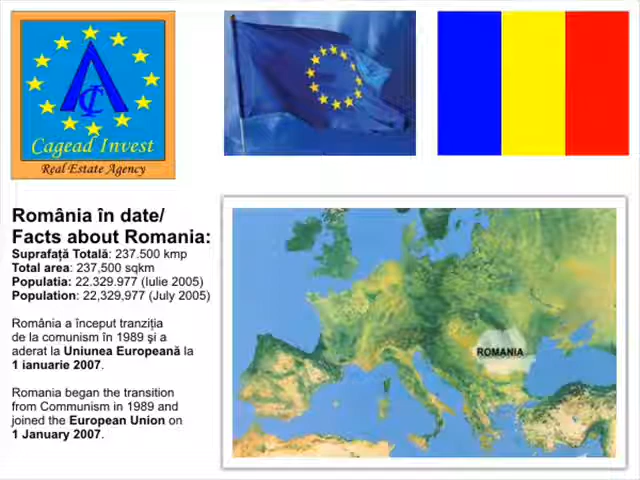 Cagead Invest
Real Estate Agency
România în date/
Facts about Romania:
Suprafață Totală: 237.500 kmp
Total area: 237,500 sqkm
Populatia: 22.329.977 (Iulie 2005)
Population: 22,329,977 (July 2005)
România a început tranziția
de la comunism în 1989 și a
aderat la Uniunea Europeană la
1 ianuarie 2007.
Romania began the transition
from Communism in 1989 and
joined the European Union on
1 January 2007.
ROMANIA